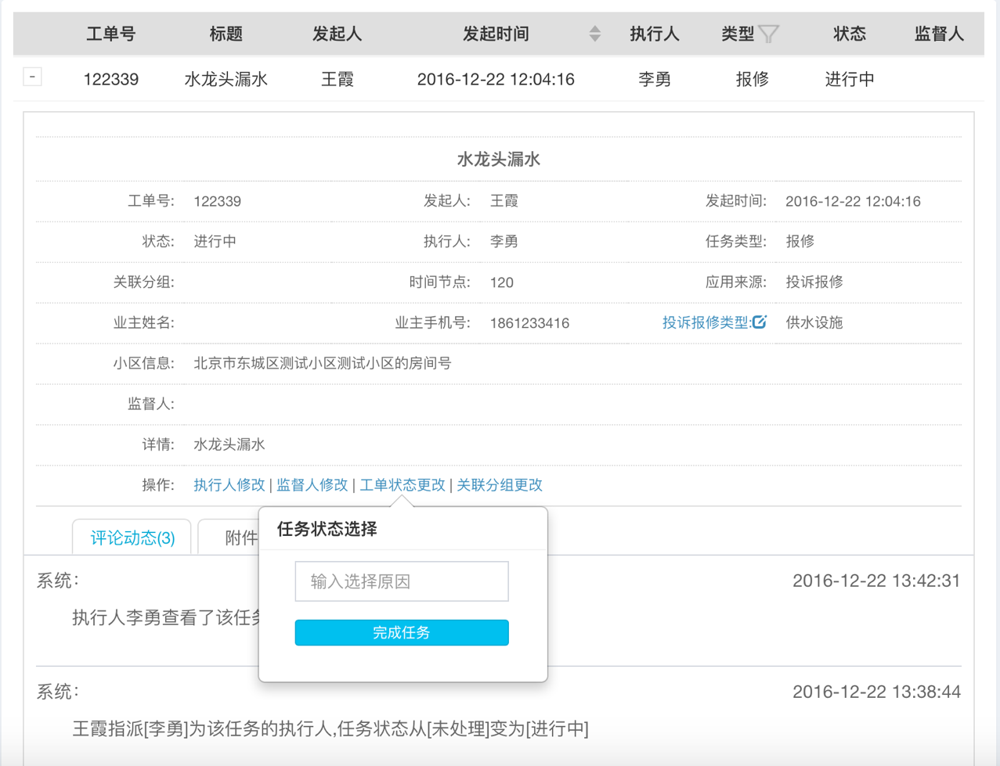 工单号 标题 发起人 发起时间 执行人 类型 状态 监督人
- 122339 水龙头漏水 王霞 2016-12-22 12:04:16 李勇 报修 进行中
水龙头漏水
工单号: 122339 发起人: 王霞 发起时间: 2016-12-22 12:04:16
状态: 进行中 执行人: 李勇 任务类型: 报修
关联分组: 时间节点: 120 应用来源: 投诉报修
业主姓名: 业主手机号: 1861233416 投诉报修类型: 供水设施
小区信息: 北京市东城区测试小区测试小区的房间号
监督人:
详情: 水龙头漏水
操作: 执行人修改 | 监督人修改 | 工单状态更改 | 关联分组更改
评论动态(3) 附件
任务状态选择
输入选择原因
完成任务
系统: 2016-12-22 13:42:31
执行人李勇查看了该任务
系统: 2016-12-22 13:38:44
王霞指派[李勇]为该任务的执行人,任务状态从[未处理]变为[进行中]